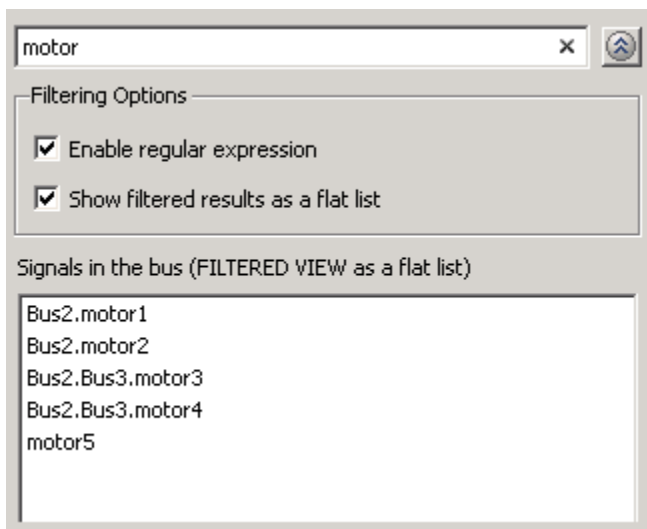 motor
Filtering Options
Enable regular expression
Show filtered results as a flat list
Signals in the bus (FILTERED VIEW as a flat list)
Bus2.motor1
Bus2.motor2
Bus2.Bus3.motor3
Bus2.Bus3.motor4
motor5